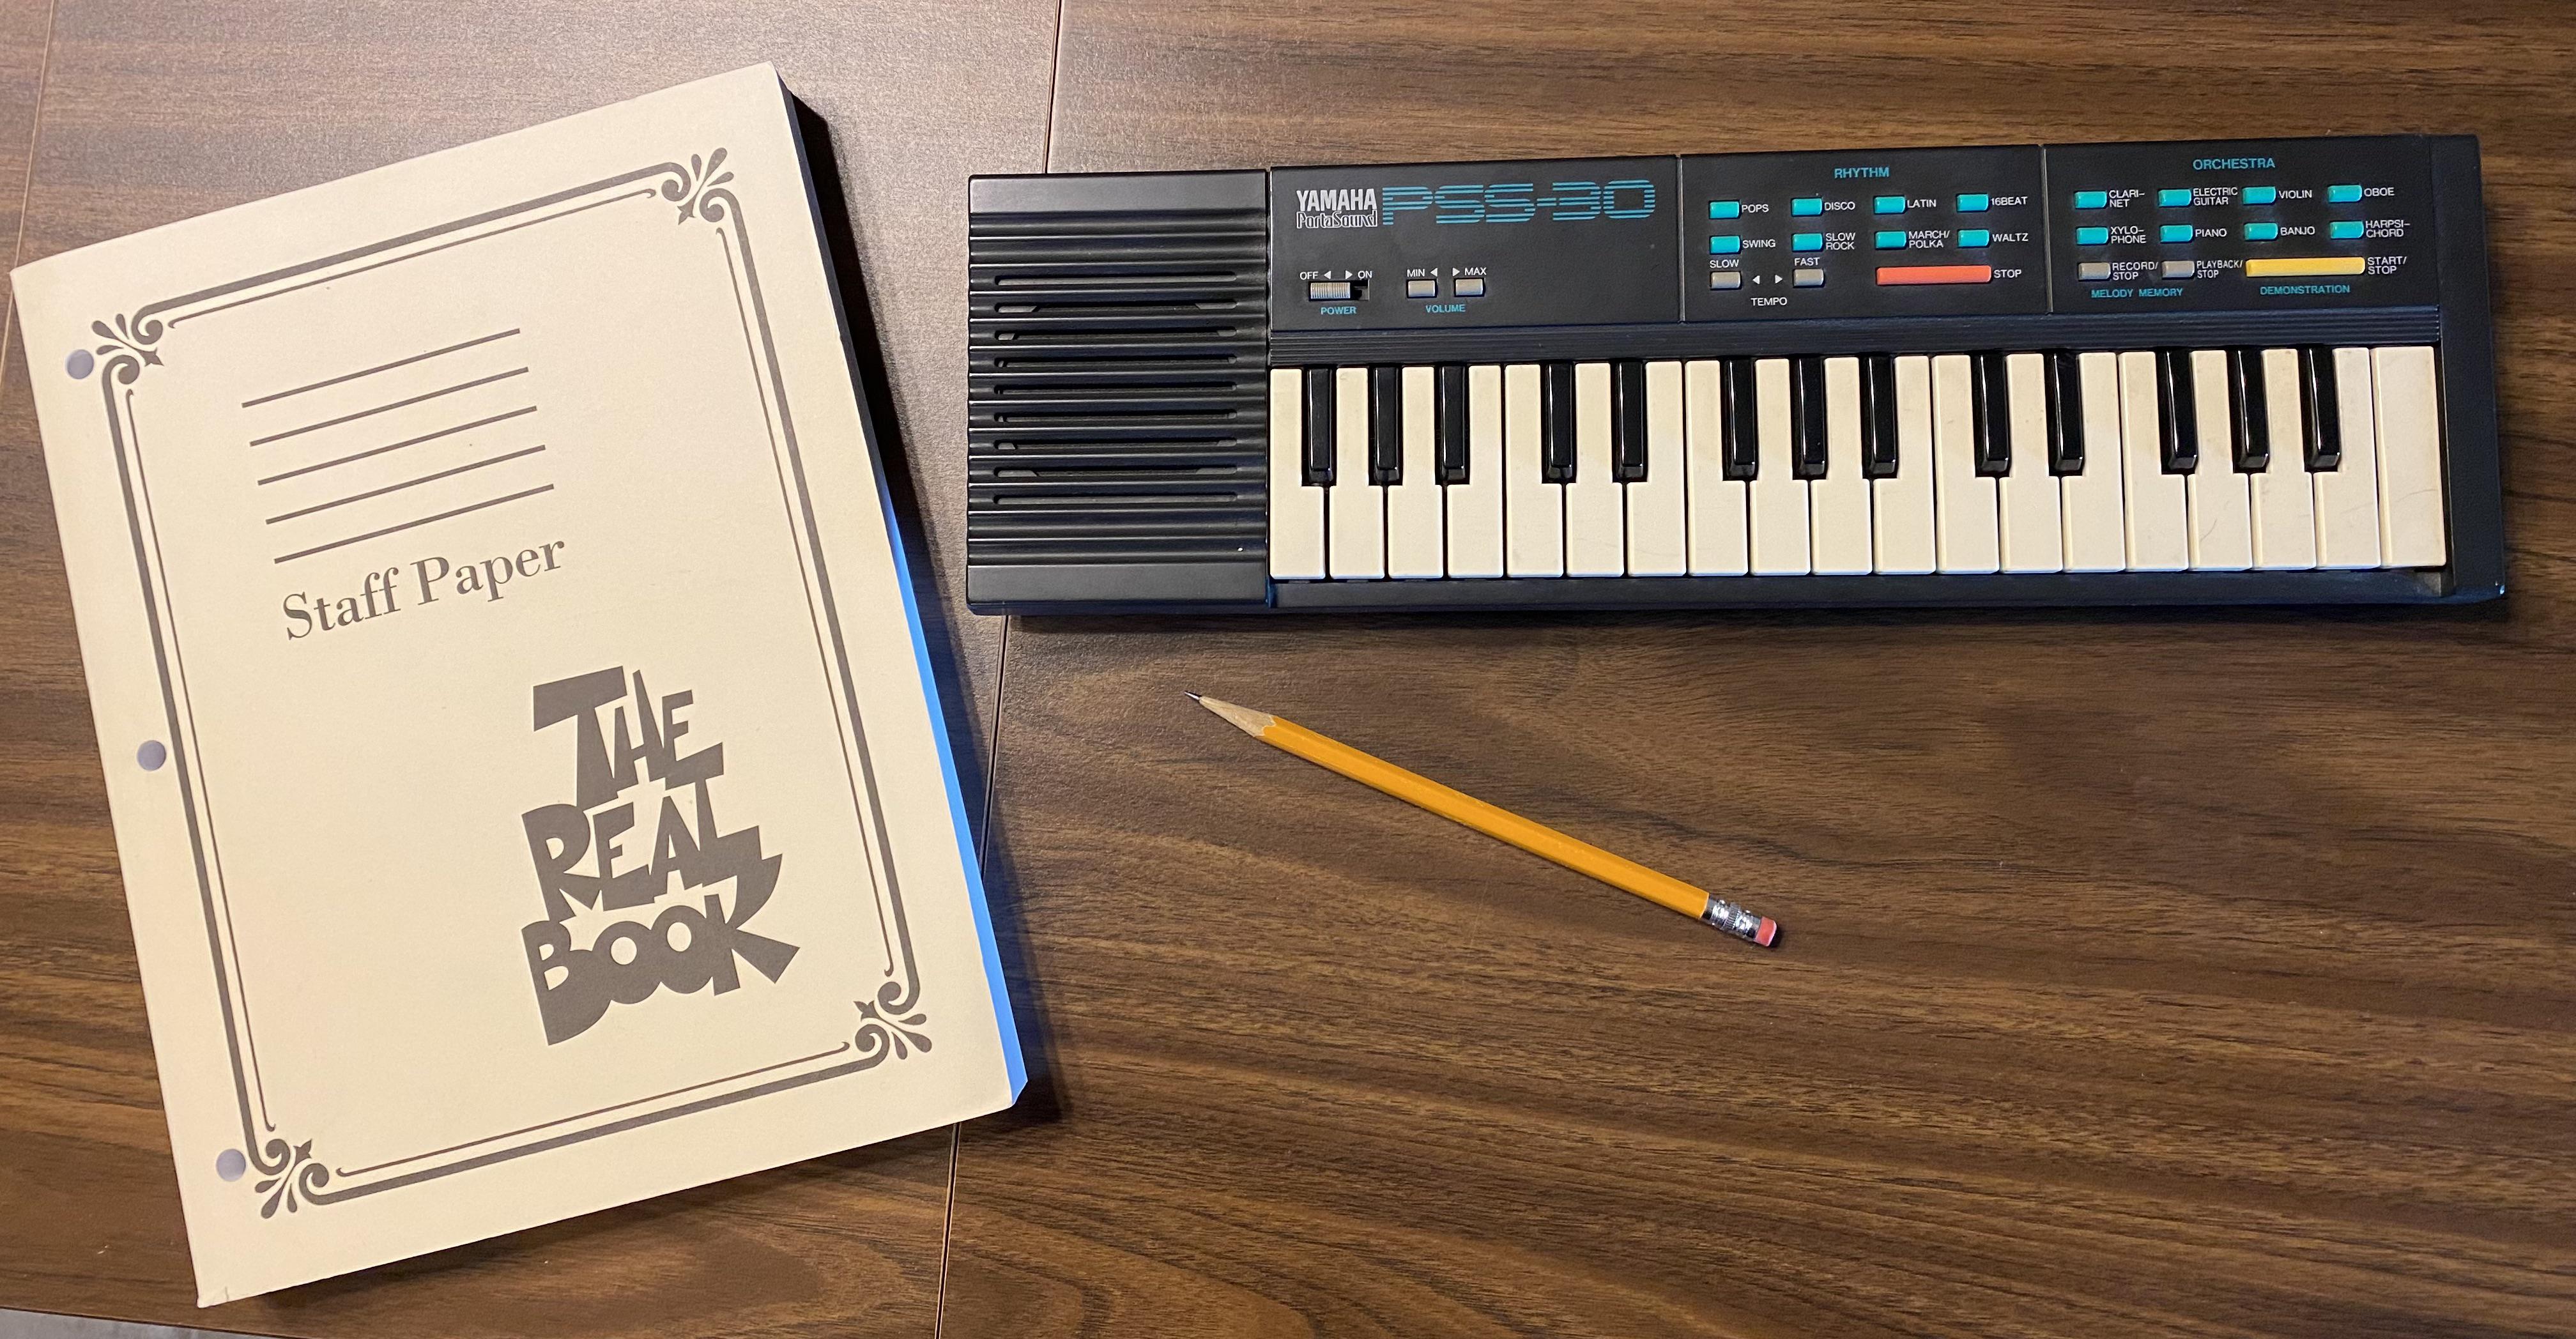 Staff Paper
THE
REAL
BOOK
YAMAHA
PortaSound
PSS-30
OFF ON
POWER
MIN MAX
VOLUME
RHYTHM
POPS DISCO LATIN 16BEAT
SWING SLOW ROCK MARCH/ POLKA WALTZ
SLOW FAST
TEMPO
STOP
ORCHESTRA
CLARI-NET ELECTRIC GUITAR VIOLIN OBOE
XYLO-PHONE PIANO BANJO HARPSI-CHORD
RECORD/ STOP PLAYBACK/ STOP START/ STOP
MELODY MEMORY DEMONSTRATION